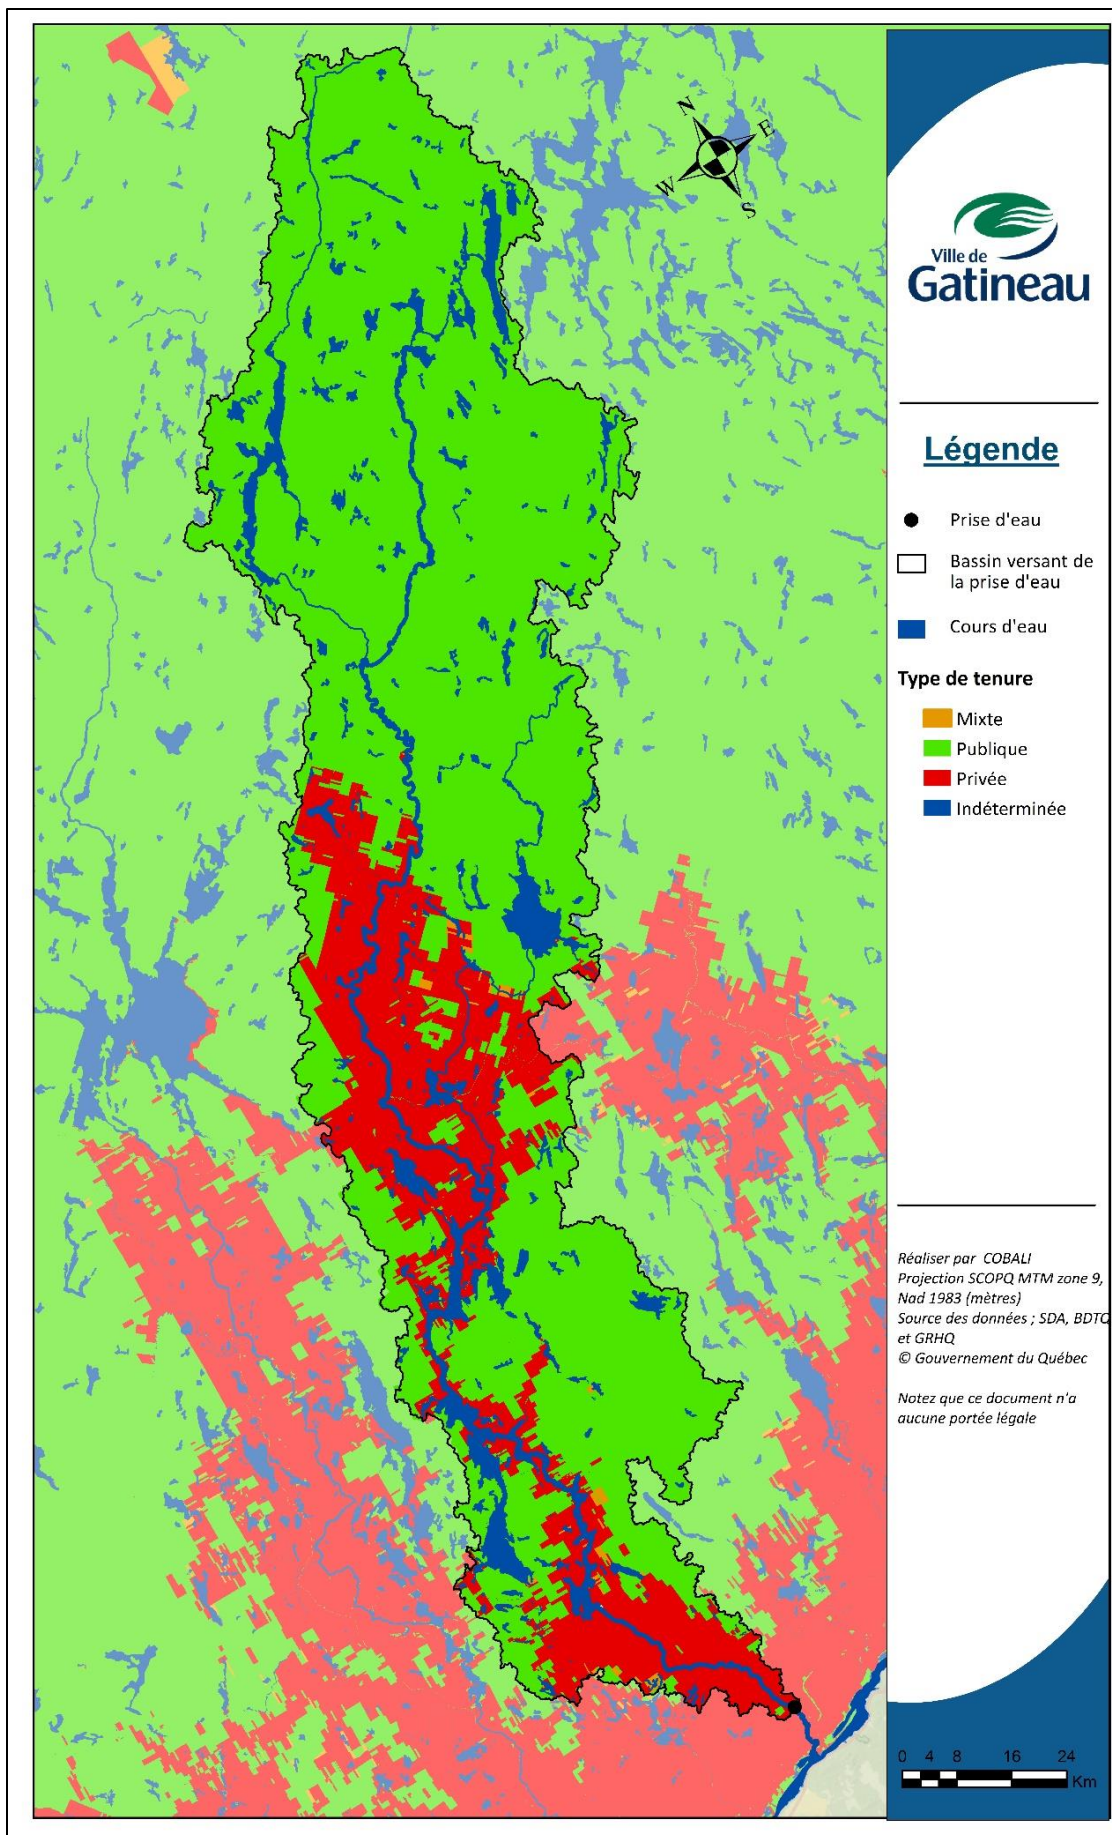 N
E
W
S
Ville de
Gatineau
Légende
Prise d'eau
Bassin versant de
la prise d'eau
Cours d'eau
Type de tenure
Mixte
Publique
Privée
Indéterminée
Réaliser par COBALI
Projection SCOPQ MTM zone 9,
Nad 1983 (mètres)
Source des données ; SDA, BDTQ
et GRHQ
© Gouvernement du Québec
Notez que ce document n'a
aucune portée légale
0 4 8 16 24
Km